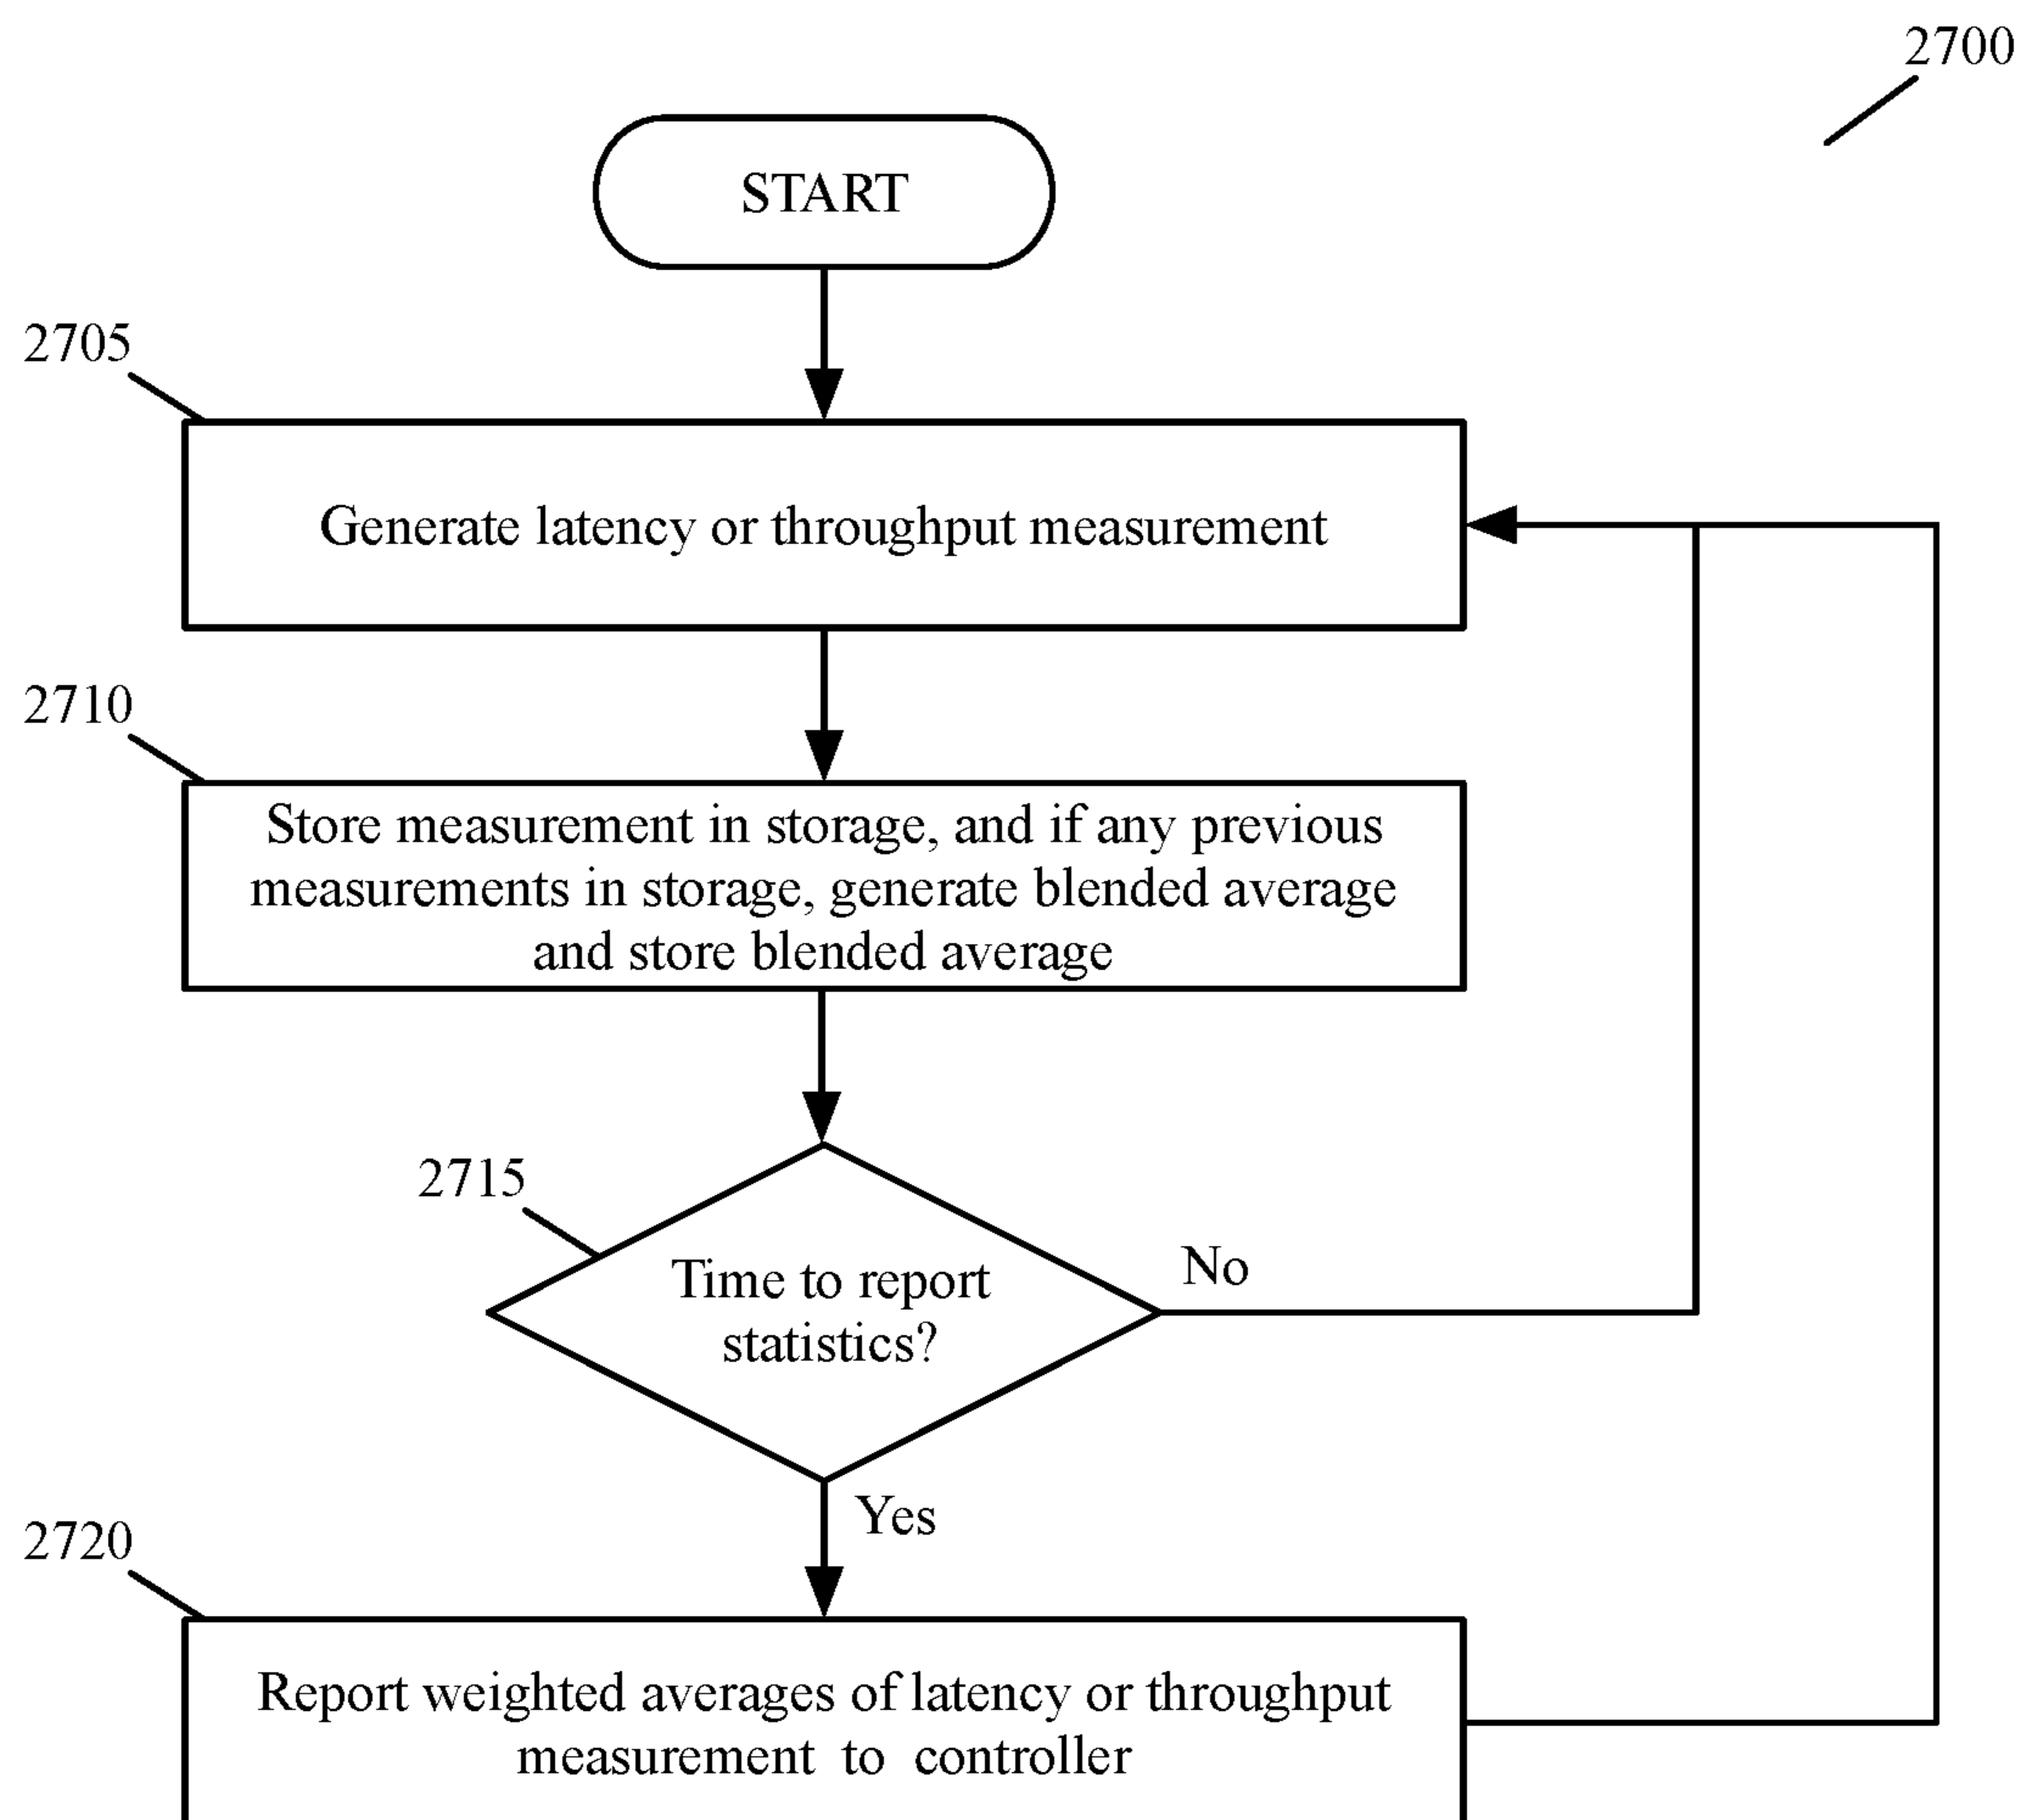 2700
START
2705
Generate latency or throughput measurement
2710
Store measurement in storage, and if any previous
measurements in storage, generate blended average
and store blended average
2715
Time to report
statistics?
No
Yes
2720
Report weighted averages of latency or throughput
measurement to controller